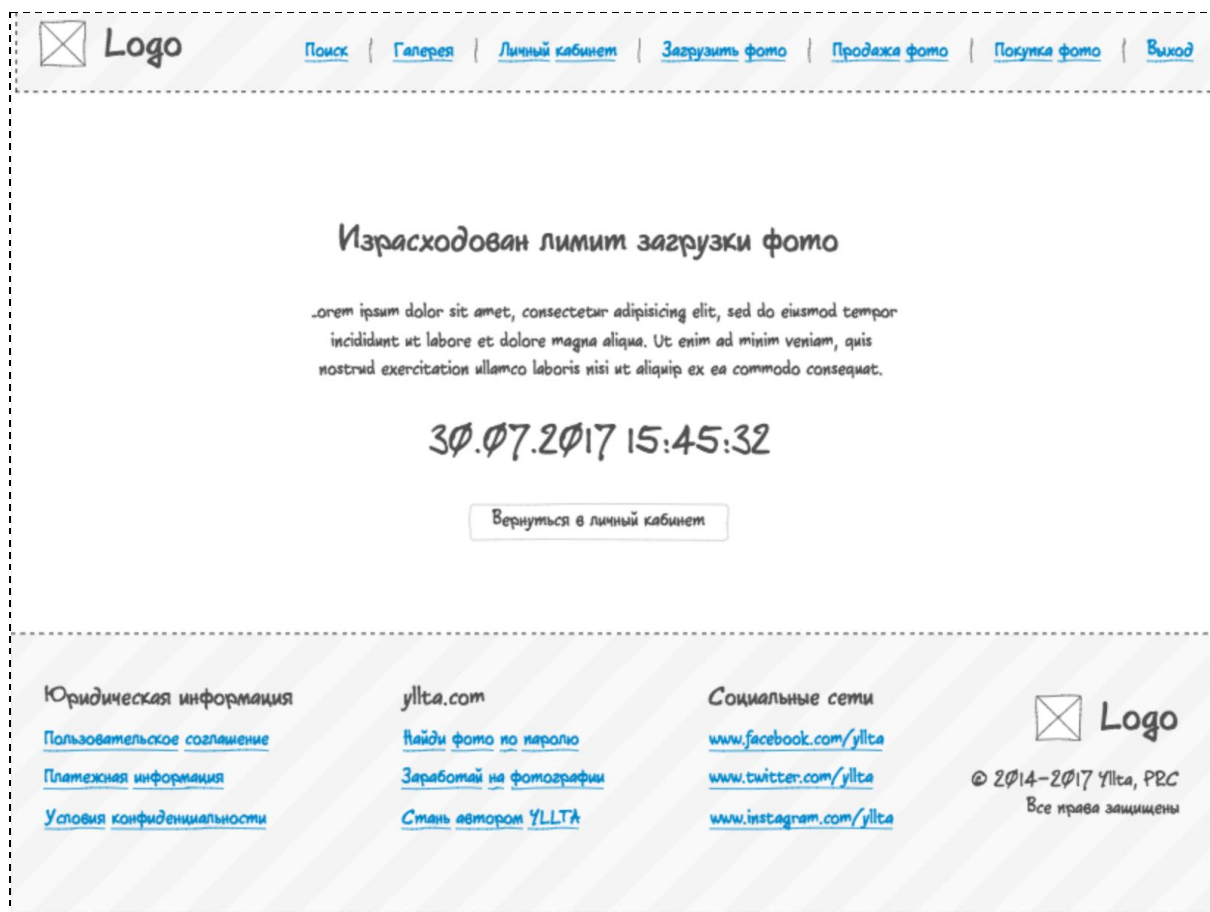 Logo
Поиск | Галерея | Личный кабинет | Загрузить фото | Продажа фото | Покупка фото | Выход
Израсходован лимит загрузки фото
.orem ipsum dolor sit amet, consectetur adipisicing elit, sed do eiusmod tempor
incididunt ut labore et dolore magna aliqua. Ut enim ad minim veniam, quis
nostrud exercitation ullamco laboris nisi ut aliquip ex ea commodo consequat.
30.07.2017 15:45:32
Вернуться в личный кабинет
Юридическая информация
Пользовательское соглашение
Платежная информация
Условия конфиденциальности
yllta.com
Найди фото по паролю
Заработай на фотографии
Стань автором YLLTA
Социальные сети
www.facebook.com/yllta
www.twitter.com/yllta
www.instagram.com/yllta
Logo
© 2014-2017 Yllta, PRC
Все права защищены